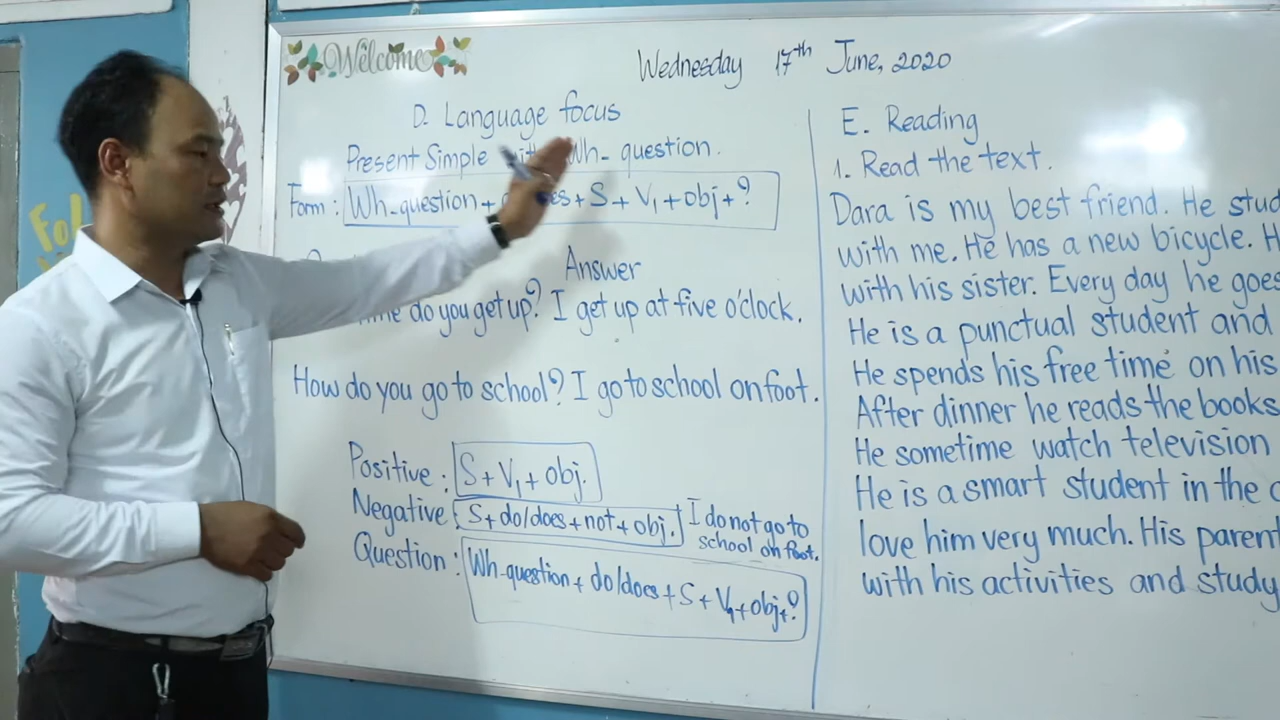 Welcome
Wednesday 17th June, 2020
D. Language focus
Present Simple Wh- question.
Form: Wh-question + + S + V1 + obj + ?
Answer
do you get up? I get up at five o'clock.
How do you go to school? I go to school on foot.
Positive: S + V1 + obj.
Negative: S + do/does + not + obj. I do not go to
school on foot.
Question: Wh-question + do/does + S + V1 + obj + ?
E. Reading
1. Read the text.
Dara is my best friend. He stud
with me. He has a new bicycle. H
with his sister. Every day he goes
He is a punctual student and
He spends his free time on his
After dinner he reads the books
He sometime watch television
He is a smart student in the c
love him very much. His parent
with his activities and study